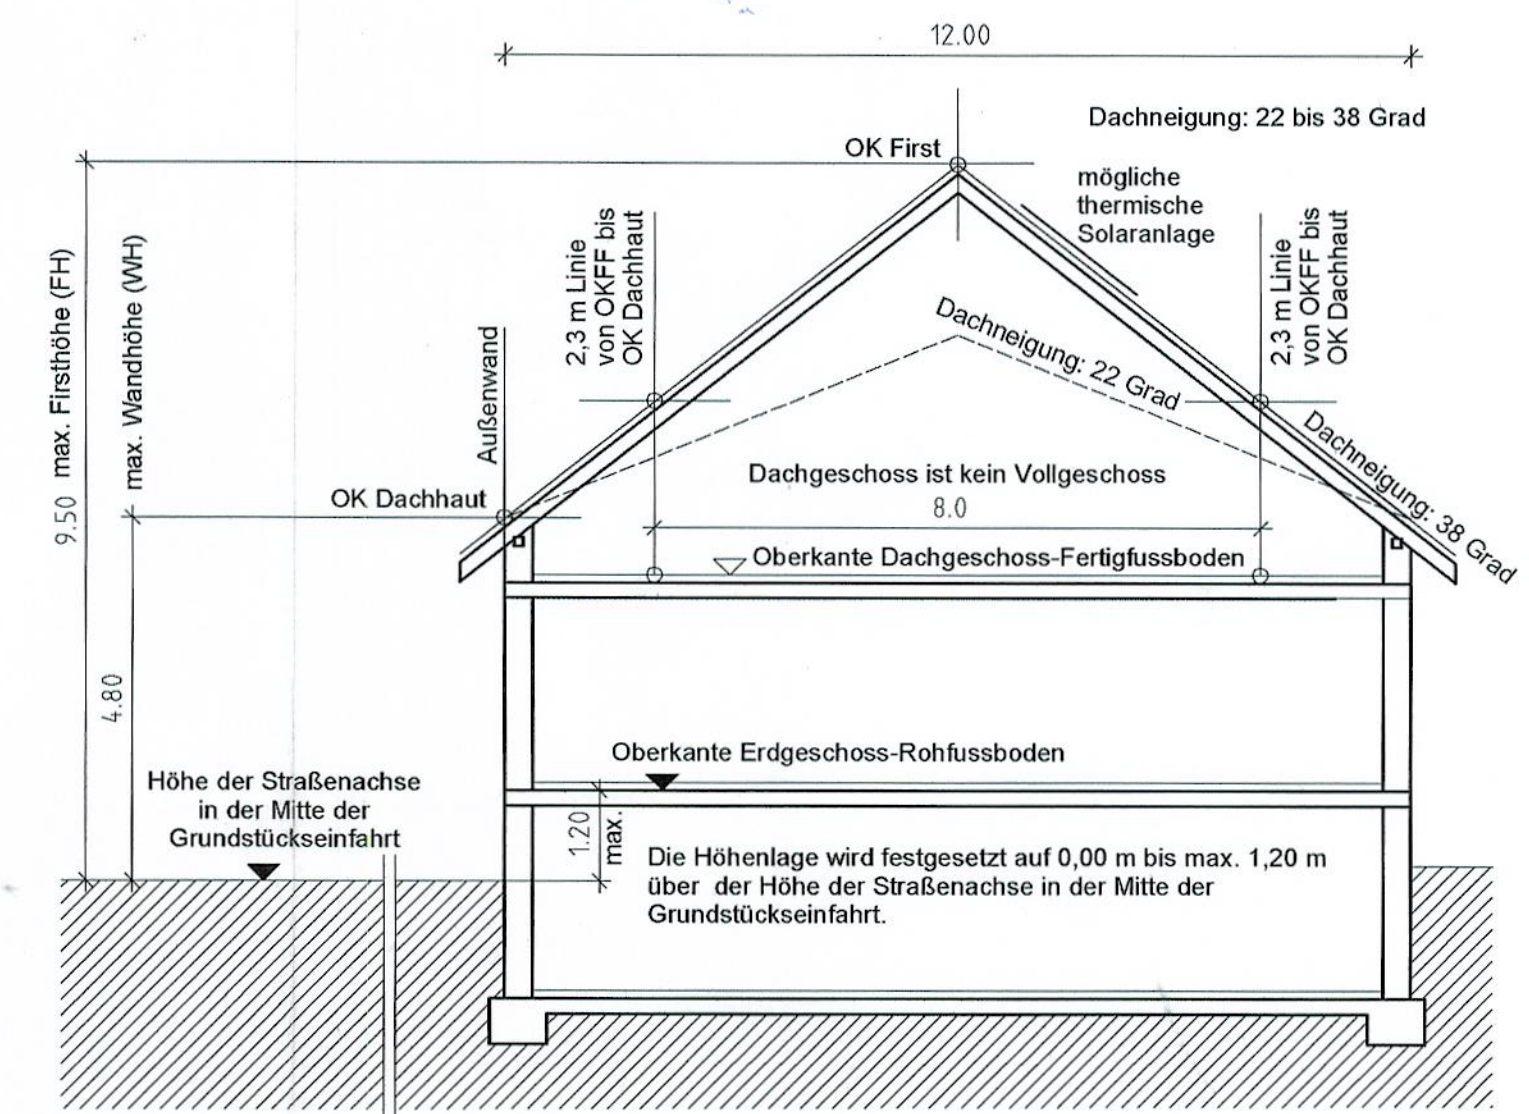 12.00
Dachneigung: 22 bis 38 Grad
OK First
mögliche
thermische
Solaranlage
2,3 m Linie
von OKFF bis
OK Dachhaut
2,3 m Linie
von OKFF bis
OK Dachhaut
9.50 max. Firsthöhe (FH)
max. Wandhöhe (WH)
4.80
Außenwand
Dachneigung: 22 Grad
Dachneigung: 38 Grad
OK Dachhaut
Dachgeschoss ist kein Vollgeschoss
8.0
Oberkante Dachgeschoss-Fertigfussboden
Oberkante Erdgeschoss-Rohfussboden
Höhe der Straßenachse
in der Mitte der
Grundstückseinfahrt
1.20
max.
Die Höhenlage wird festgesetzt auf 0,00 m bis max. 1,20 m
über der Höhe der Straßenachse in der Mitte der
Grundstückseinfahrt.